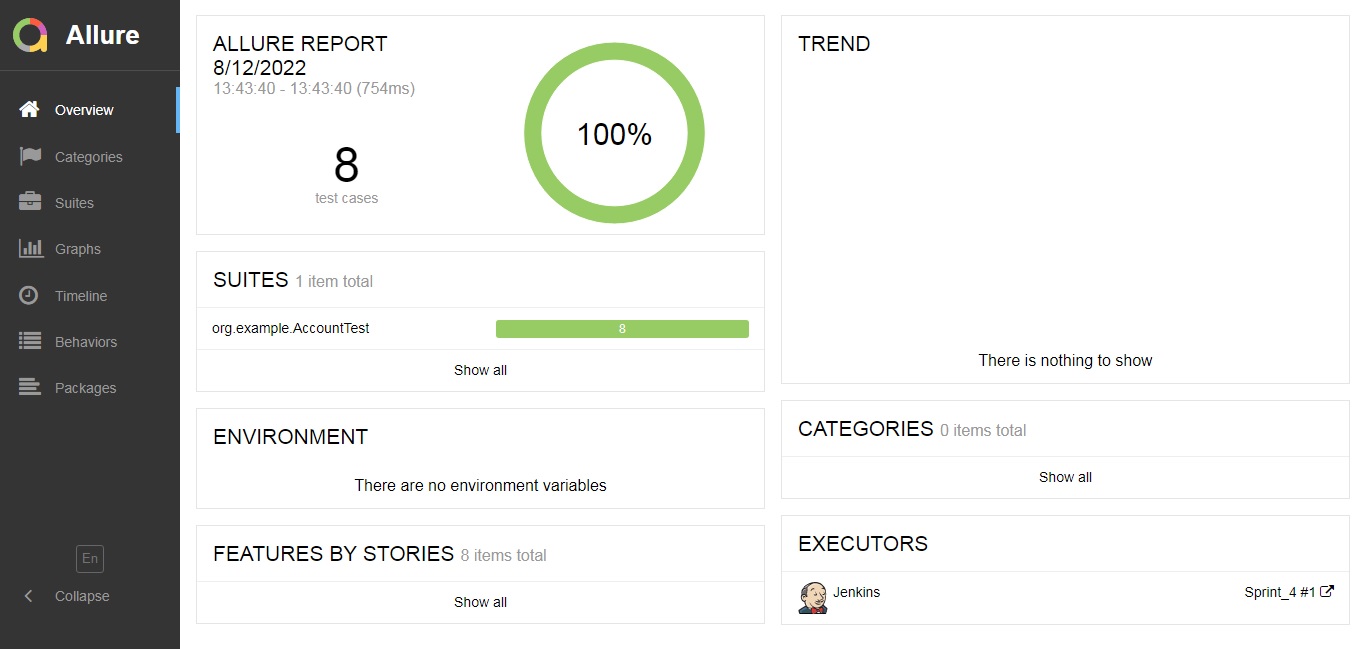 Allure
Overview
Categories
Suites
Graphs
Timeline
Behaviors
Packages
En
Collapse
ALLURE REPORT
8/12/2022
13:43:40 - 13:43:40 (754ms)
8
test cases
100%
SUITES 1 item total
org.example.AccountTest 8
Show all
ENVIRONMENT
There are no environment variables
FEATURES BY STORIES 8 items total
Show all
TREND
There is nothing to show
CATEGORIES 0 items total
Show all
EXECUTORS
Jenkins Sprint_4 #1